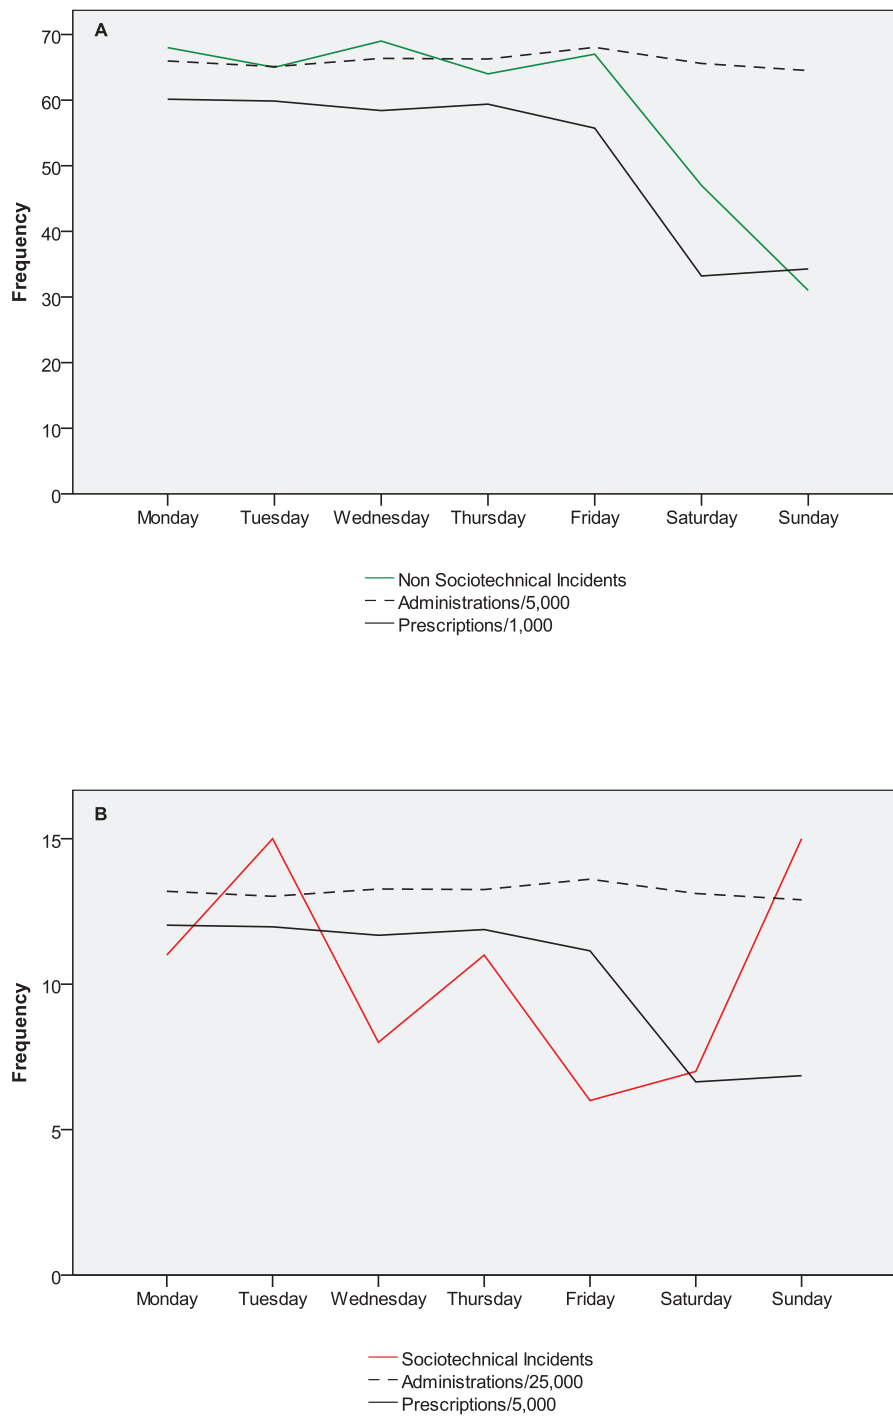 A
70
60
50
40
30
20
10
0
Frequency
Monday Tuesday Wednesday Thursday Friday Saturday Sunday
Non Sociotechnical Incidents
Administrations/5,000
Prescriptions/1,000
B
15
10
5
0
Frequency
Monday Tuesday Wednesday Thursday Friday Saturday Sunday
Sociotechnical Incidents
Administrations/25,000
Prescriptions/5,000